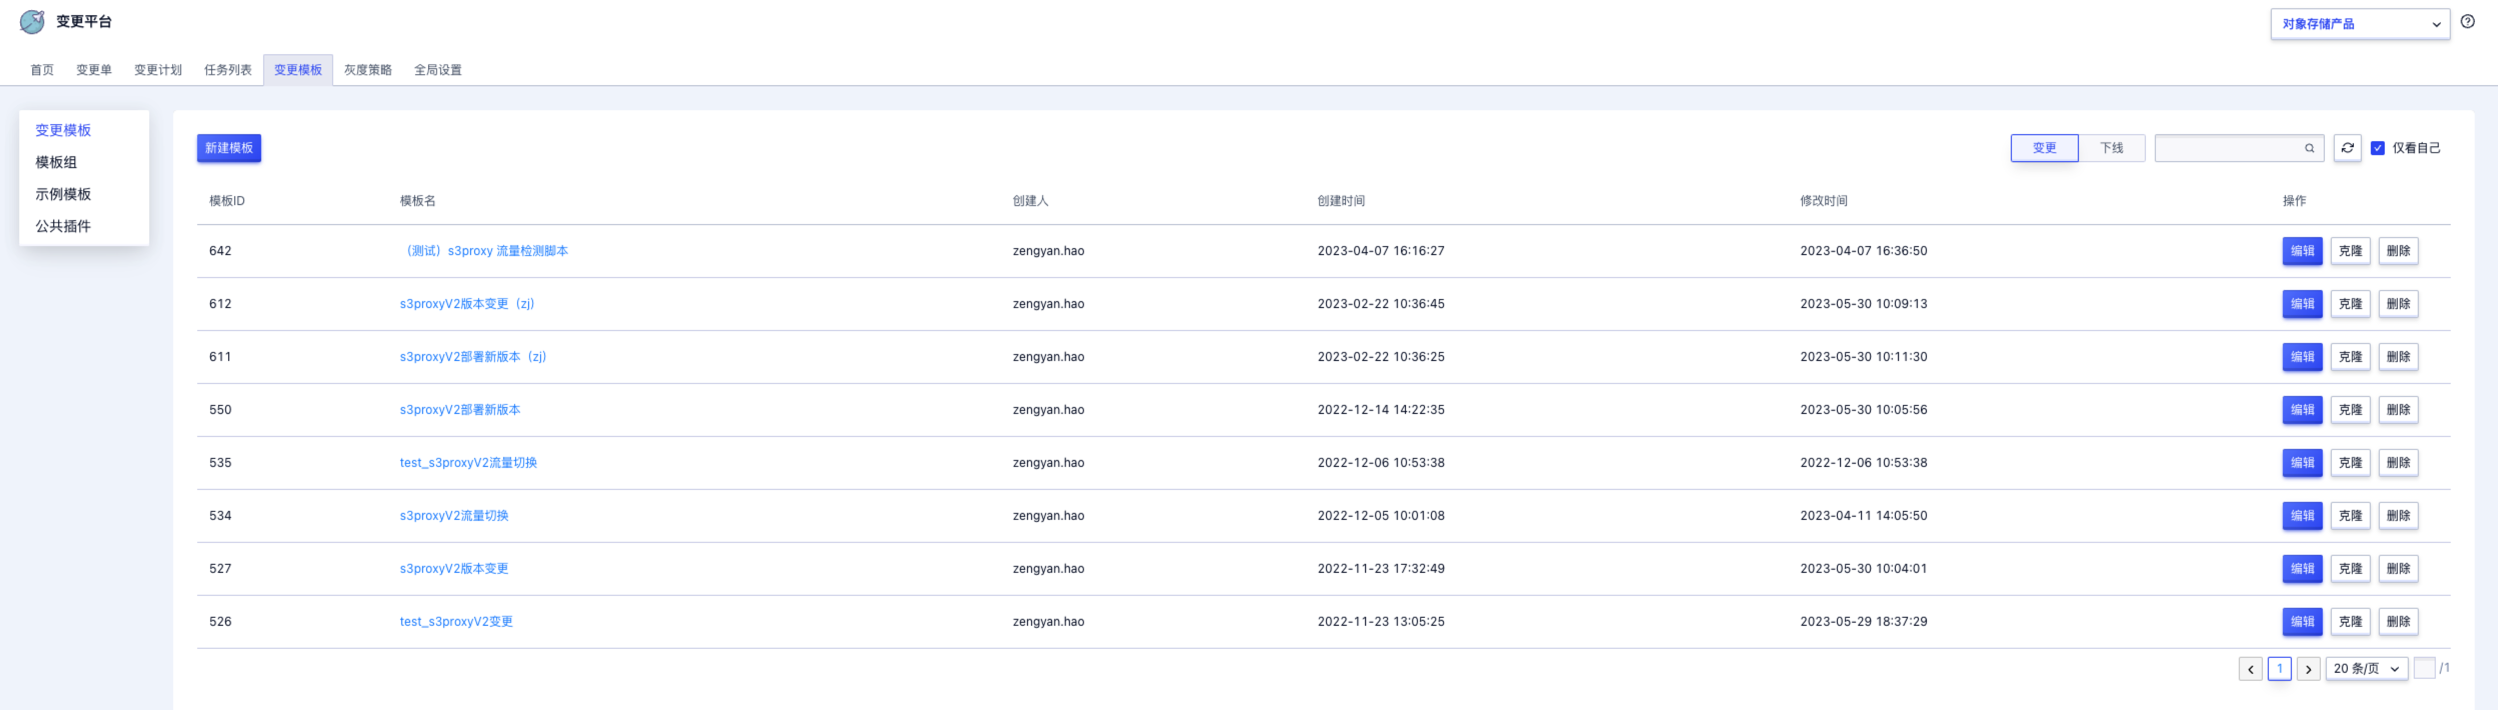 变更平台
对象存储产品
首页 变更单 变更计划 任务列表 变更模板 灰度策略 全局设置
变更模板
模板组
示例模板
公共插件
新建模板 变更 下线 仅看自己
模板ID 模板名 创建人 创建时间 修改时间 操作
642 （测试）s3proxy 流量检测脚本 zengyan.hao 2023-04-07 16:16:27 2023-04-07 16:36:50 编辑 克隆 删除
612 s3proxyV2版本变更（zj） zengyan.hao 2023-02-22 10:36:45 2023-05-30 10:09:13 编辑 克隆 删除
611 s3proxyV2部署新版本（zj） zengyan.hao 2023-02-22 10:36:25 2023-05-30 10:11:30 编辑 克隆 删除
550 s3proxyV2部署新版本 zengyan.hao 2022-12-14 14:22:35 2023-05-30 10:05:56 编辑 克隆 删除
535 test_s3proxyV2流量切换 zengyan.hao 2022-12-06 10:53:38 2022-12-06 10:53:38 编辑 克隆 删除
534 s3proxyV2流量切换 zengyan.hao 2022-12-05 10:01:08 2023-04-11 14:05:50 编辑 克隆 删除
527 s3proxyV2版本变更 zengyan.hao 2022-11-23 17:32:49 2023-05-30 10:04:01 编辑 克隆 删除
526 test_s3proxyV2变更 zengyan.hao 2022-11-23 13:05:25 2023-05-29 18:37:29 编辑 克隆 删除
1 20 条/页 /1